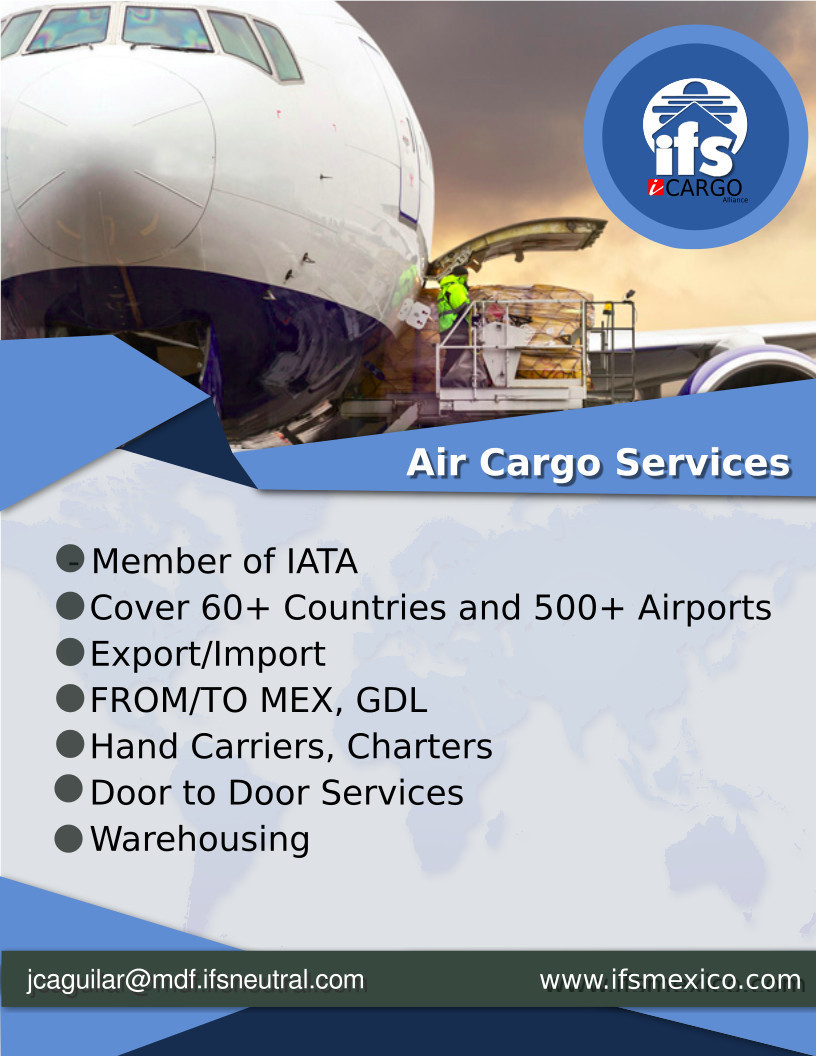 ifs
i CARGO
Alliance
Air Cargo Services
- Member of IATA
Cover 60+ Countries and 500+ Airports
Export/Import
FROM/TO MEX, GDL
Hand Carriers, Charters
Door to Door Services
Warehousing
jcaguilar@mdf.ifsneutral.com www.ifsmexico.com